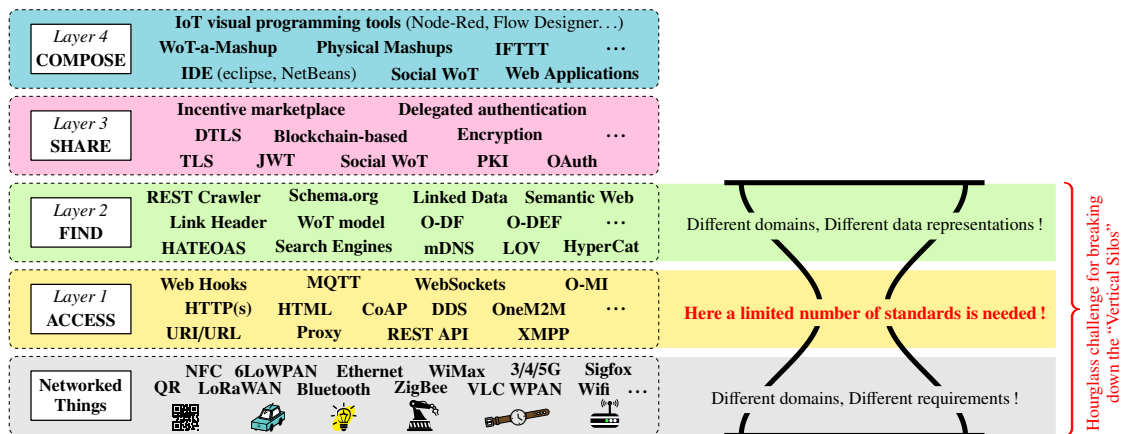 Layer 4
COMPOSE
IoT visual programming tools (Node-Red, Flow Designer…)
WoT-a-Mashup Physical Mashups IFTTT …
IDE (eclipse, NetBeans) Social WoT Web Applications
Layer 3
SHARE
Incentive marketplace Delegated authentication
DTLS Blockchain-based Encryption …
TLS JWT Social WoT PKI OAuth
Layer 2
FIND
REST Crawler Schema.org Linked Data Semantic Web
Link Header WoT model O-DF O-DEF …
HATEOAS Search Engines mDNS LOV HyperCat
Different domains, Different data representations !
Layer 1
ACCESS
Web Hooks MQTT WebSockets O-MI
HTTP(s) HTML CoAP DDS OneM2M …
URI/URL Proxy REST API XMPP
Here a limited number of standards is needed !
Networked
Things
NFC 6LoWPAN Ethernet WiMax 3/4/5G Sigfox
QR LoRaWAN Bluetooth ZigBee VLC WPAN Wifi …
Different domains, Different requirements !
Hourglass challenge for breaking
down the “Vertical Silos”